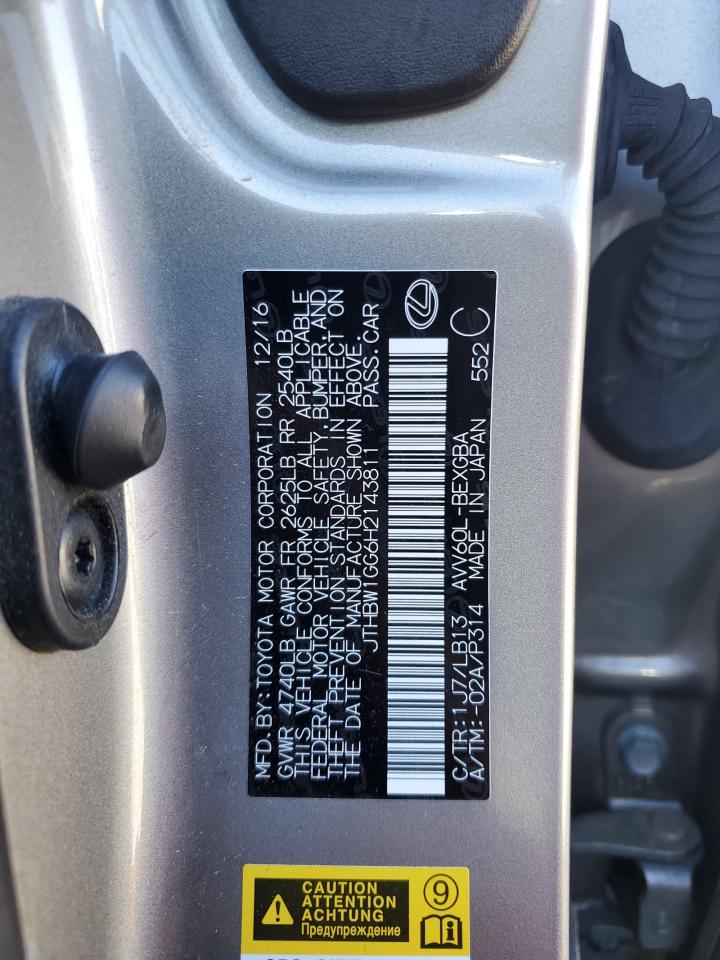 MFD.BY:TOYOTA MOTOR CORPORATION 12/16
GVWR 4740LB GAWR FR 2625LB RR 2540LB
THIS VEHICLE CONFORMS TO ALL APPLICABLE
FEDERAL MOTOR VEHICLE SAFETY,BUMPER,AND
THEFT PREVENTION STANDARDS IN EFFECT ON
THE DATE OF MANUFACTURE SHOWN ABOVE.
JTHBW1GG6H2143811 PASS.CAR
C/TR:1J7/LB13 AVV60L-BEXGBA
A/TM:-02A/P314 MADE IN JAPAN 552 C
CAUTION
ATTENTION
ACHTUNG
Предупреждение
9